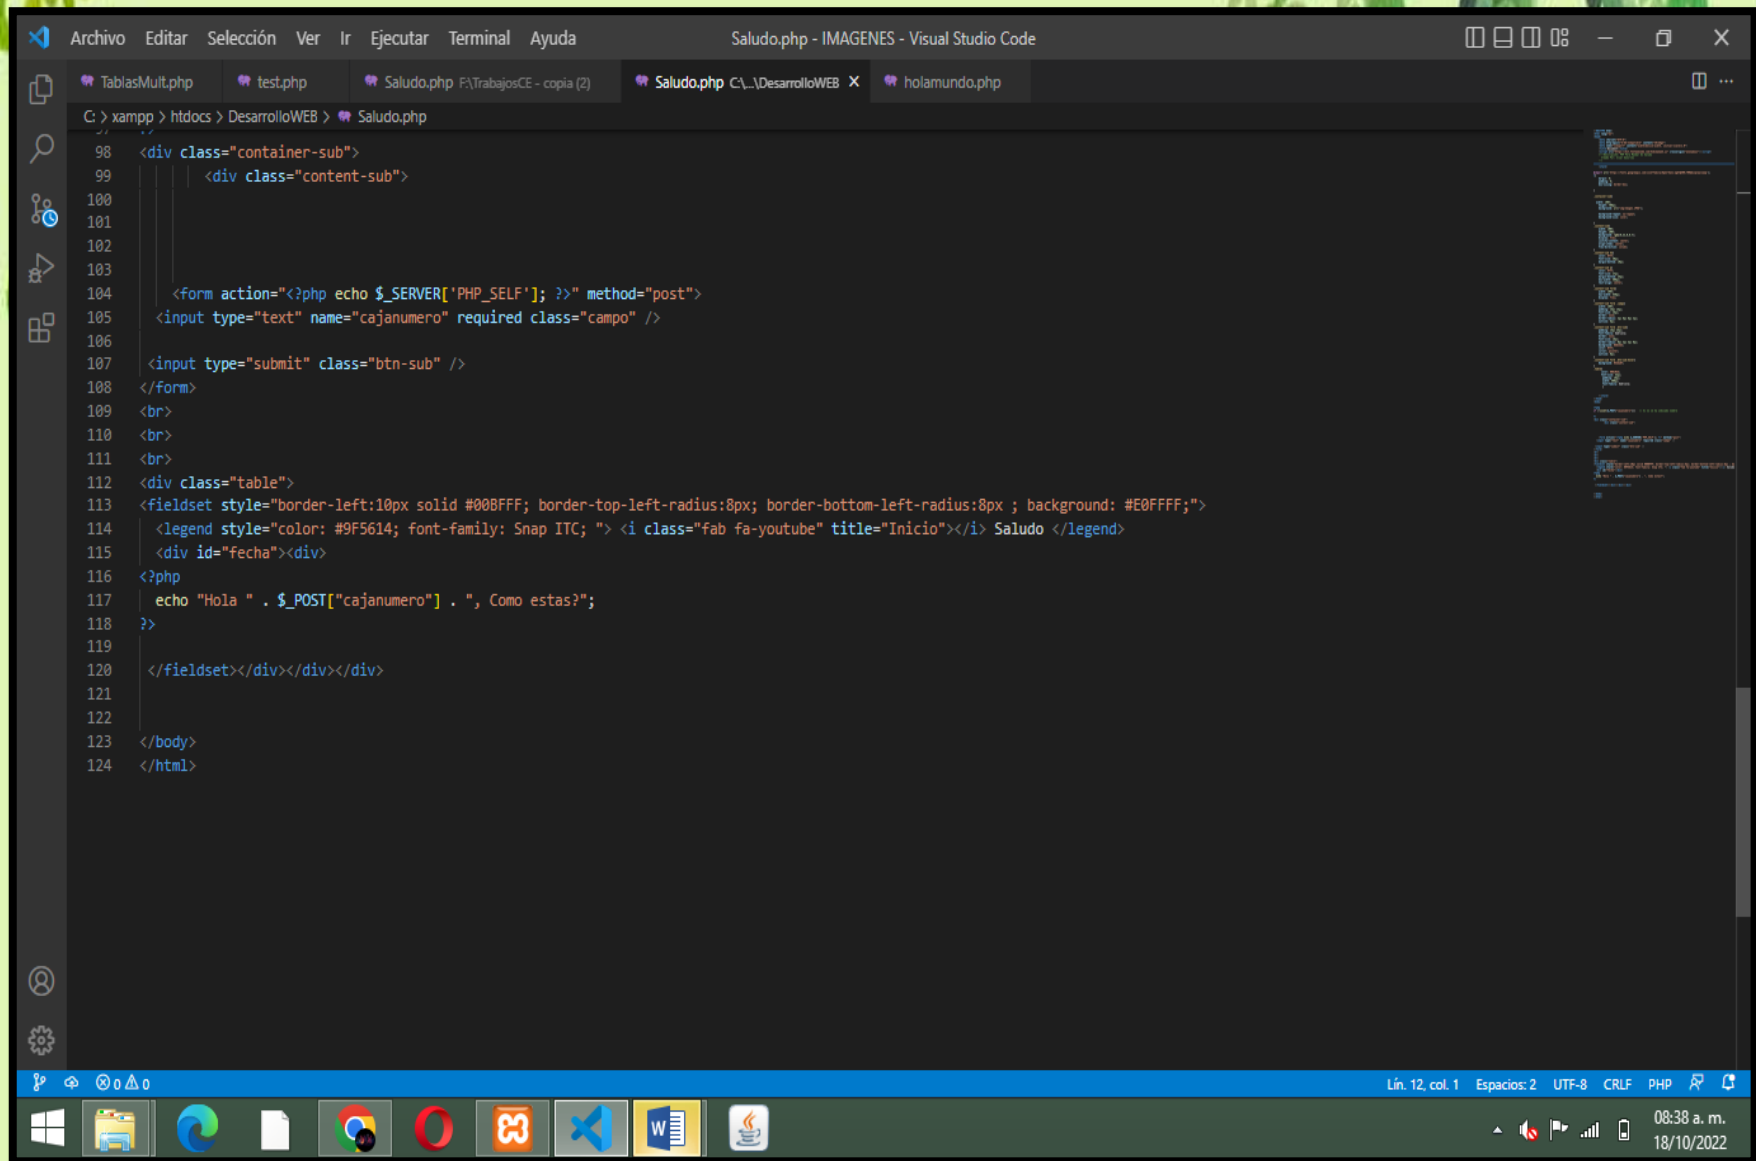 Archivo Editar Selección Ver Ir Ejecutar Terminal Ayuda Saludo.php - IMAGENES - Visual Studio Code
TablasMult.php test.php Saludo.php F:\TrabajosCE - copia (2) Saludo.php C:\...\DesarrolloWEB X holamundo.php
C: > xampp > htdocs > DesarrolloWEB > Saludo.php
98 <div class="container-sub">
99 <div class="content-sub">
100
101
102
103
104 <form action="<?php echo $_SERVER['PHP_SELF']; ?>" method="post">
105 <input type="text" name="cajanumero" required class="campo" />
106
107 <input type="submit" class="btn-sub" />
108 </form>
109 <br>
110 <br>
111 <br>
112 <div class="table">
113 <fieldset style="border-left:10px solid #00BFFF; border-top-left-radius:8px; border-bottom-left-radius:8px ; background: #E0FFFF;">
114 <legend style="color: #9F5614; font-family: Snap ITC; "> <i class="fab fa-youtube" title="Inicio"></i> Saludo </legend>
115 <div id="fecha"><div>
116 <?php
117 echo "Hola " . $_POST["cajanumero"] . ", Como estas?";
118 ?>
119
120 </fieldset></div></div></div>
121
122
123 </body>
124 </html>
0 0 Lín. 12, col. 1 Espacios: 2 UTF-8 CRLF PHP
08:38 a. m.
18/10/2022